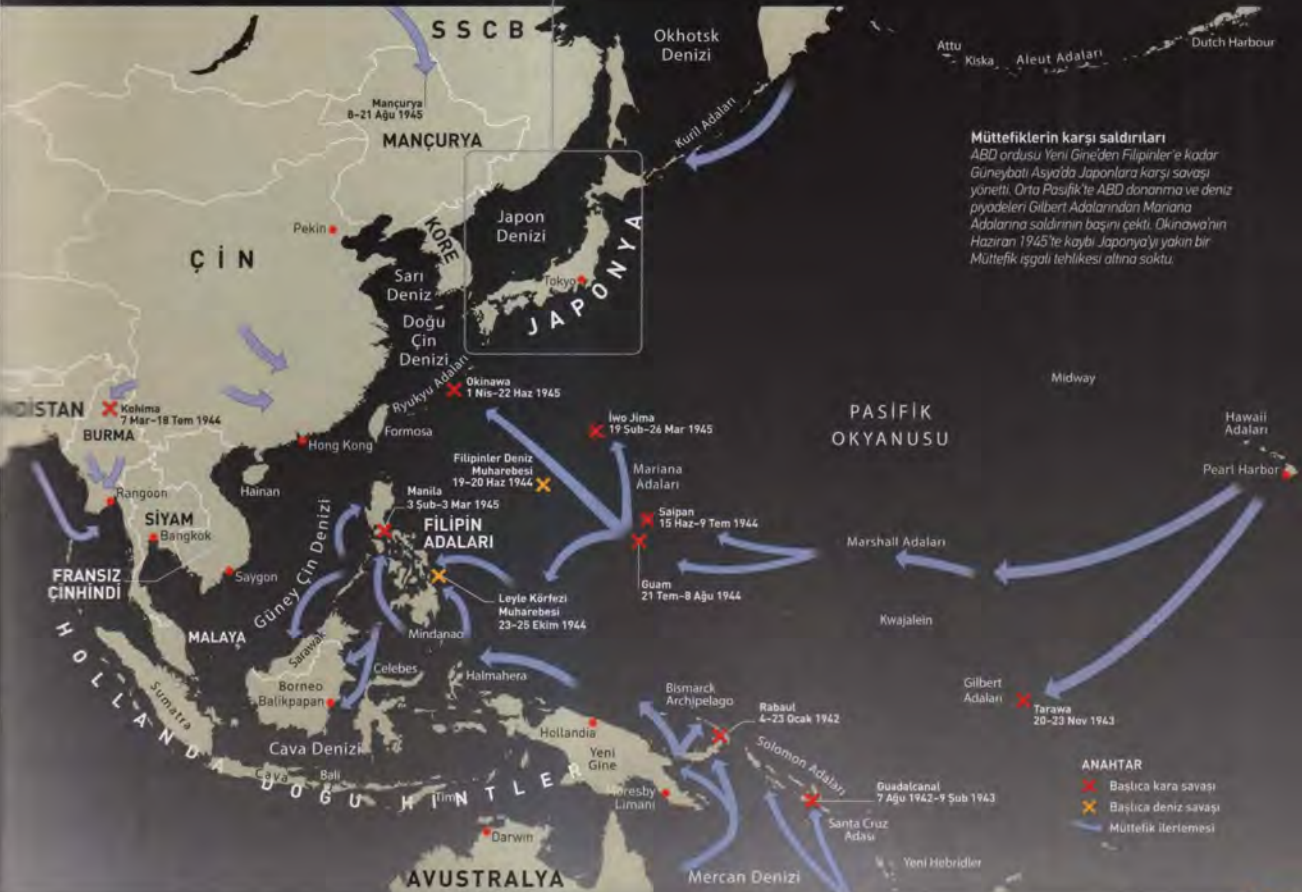 SSCB
Okhotsk
Denizi
Attu
Kiska
Aleut Adaları
Dutch Harbour
Mançurya
8–21 Ağu 1945
MANÇURYA
Kuril Adaları
Müttefiklerin karşı saldırıları
ABD ordusu Yeni Gine'den Filipinler'e kadar
Güneybatı Asya'da Japonlara karşı savaşı
yönetti. Orta Pasifik'te ABD donanma ve deniz
piyadeleri Gilbert Adalarından Mariana
Adalarına saldırının başını çekti. Okinawa'nın
Haziran 1945'te kaybı Japonya'yı yakın bir
Müttefik işgali tehlikesi altına soktu.
Pekin
KORE
Japon
Denizi
ÇİN
Sarı
Deniz
Tokyo
JAPONYA
Doğu
Çin
Denizi
Ryukyu Adaları
Okinawa
1 Nis–22 Haz 1945
Midway
NDİSTAN
Kohima
7 Mar–18 Tem 1944
BURMA
Formosa
Hong Kong
İwo Jima
19 Şub–26 Mar 1945
PASİFİK
OKYANUSU
Hawaii
Adaları
Pearl Harbor
Filipinler Deniz
Muharebesi
19–20 Haz 1944
Mariana
Adaları
Rangoon
Hainan
Manila
3 Şub–3 Mar 1945
SİYAM
Bangkok
FİLİPİN
ADALARI
Saipan
15 Haz–9 Tem 1944
Marshall Adaları
FRANSIZ
ÇİNHİNDİ
Saygon
Güney Çin Denizi
Guam
21 Tem–8 Ağu 1944
Leyle Körfezi
Muharebesi
23–25 Ekim 1944
Kwajalein
MALAYA
Mindanao
Sarawak
Celebes
Halmahera
Borneo
Balikpapan
Sumatra
HOLLANDA DOĞU HİNTLER
Bismarck
Archipelago
Rabaul
4–23 Ocak 1942
Gilbert
Adaları
Tarawa
20–23 Nov 1943
Hollandia
Yeni
Gine
Solomon Adaları
Cava Denizi
Cava
Bali
Moresby
Limanı
Guadalcanal
7 Ağu 1942–9 Şub 1943
Santa Cruz
Adası
ANAHTAR
Başlıca kara savaşı
Başlıca deniz savaşı
Müttefik ilerlemesi
Darwin
AVUSTRALYA
Mercan Denizi
Yeni Hebridler